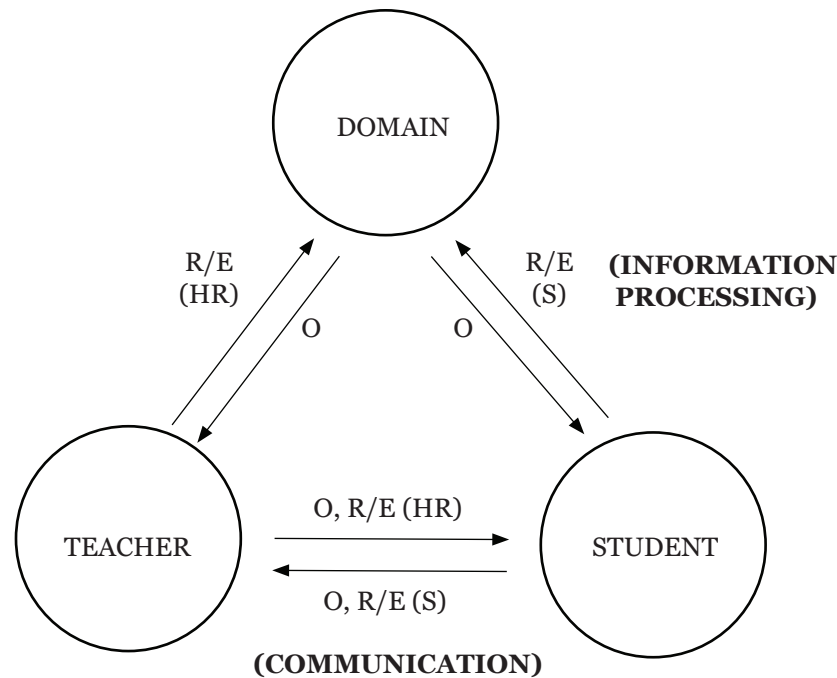 DOMAIN
R/E
(HR)
O
R/E
(S)
(INFORMATION
PROCESSING)
O
TEACHER
O, R/E (HR)
STUDENT
O, R/E (S)
(COMMUNICATION)